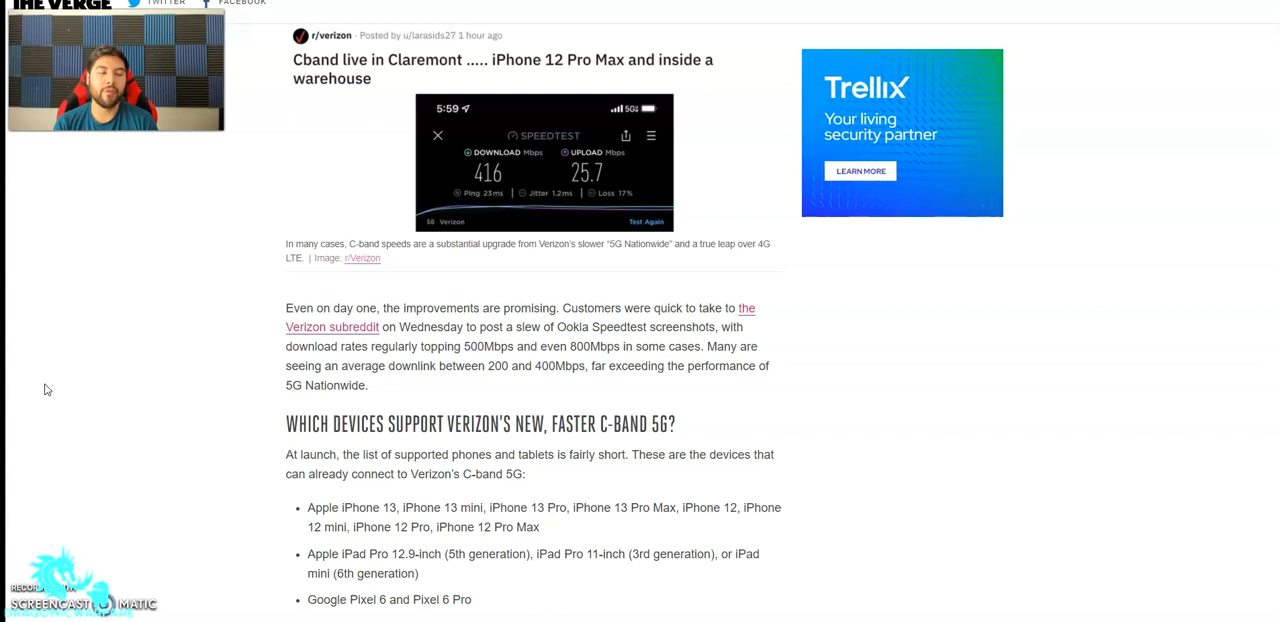 THE VERGE TWITTER FACEBOOK
r/verizon · Posted by u/larasids27 1 hour ago
Cband live in Claremont ..... iPhone 12 Pro Max and inside a
warehouse
5:59 5G
SPEEDTEST
DOWNLOAD Mbps UPLOAD Mbps
416 25.7
Ping 23ms | Jitter 1.2ms | Loss 17%
Verizon Test Again
Trellix
Your living
security partner
LEARN MORE
In many cases, C-band speeds are a substantial upgrade from Verizon's slower "5G Nationwide" and a true leap over 4G
LTE. | Image: r/Verizon
Even on day one, the improvements are promising. Customers were quick to take to the
Verizon subreddit on Wednesday to post a slew of Ookla Speedtest screenshots, with
download rates regularly topping 500Mbps and even 800Mbps in some cases. Many are
seeing an average downlink between 200 and 400Mbps, far exceeding the performance of
5G Nationwide.
WHICH DEVICES SUPPORT VERIZON'S NEW, FASTER C-BAND 5G?
At launch, the list of supported phones and tablets is fairly short. These are the devices that
can already connect to Verizon's C-band 5G:
• Apple iPhone 13, iPhone 13 mini, iPhone 13 Pro, iPhone 13 Pro Max, iPhone 12, iPhone
12 mini, iPhone 12 Pro, iPhone 12 Pro Max
• Apple iPad Pro 12.9-inch (5th generation), iPad Pro 11-inch (3rd generation), or iPad
mini (6th generation)
• Google Pixel 6 and Pixel 6 Pro
SCREENCAST MATIC